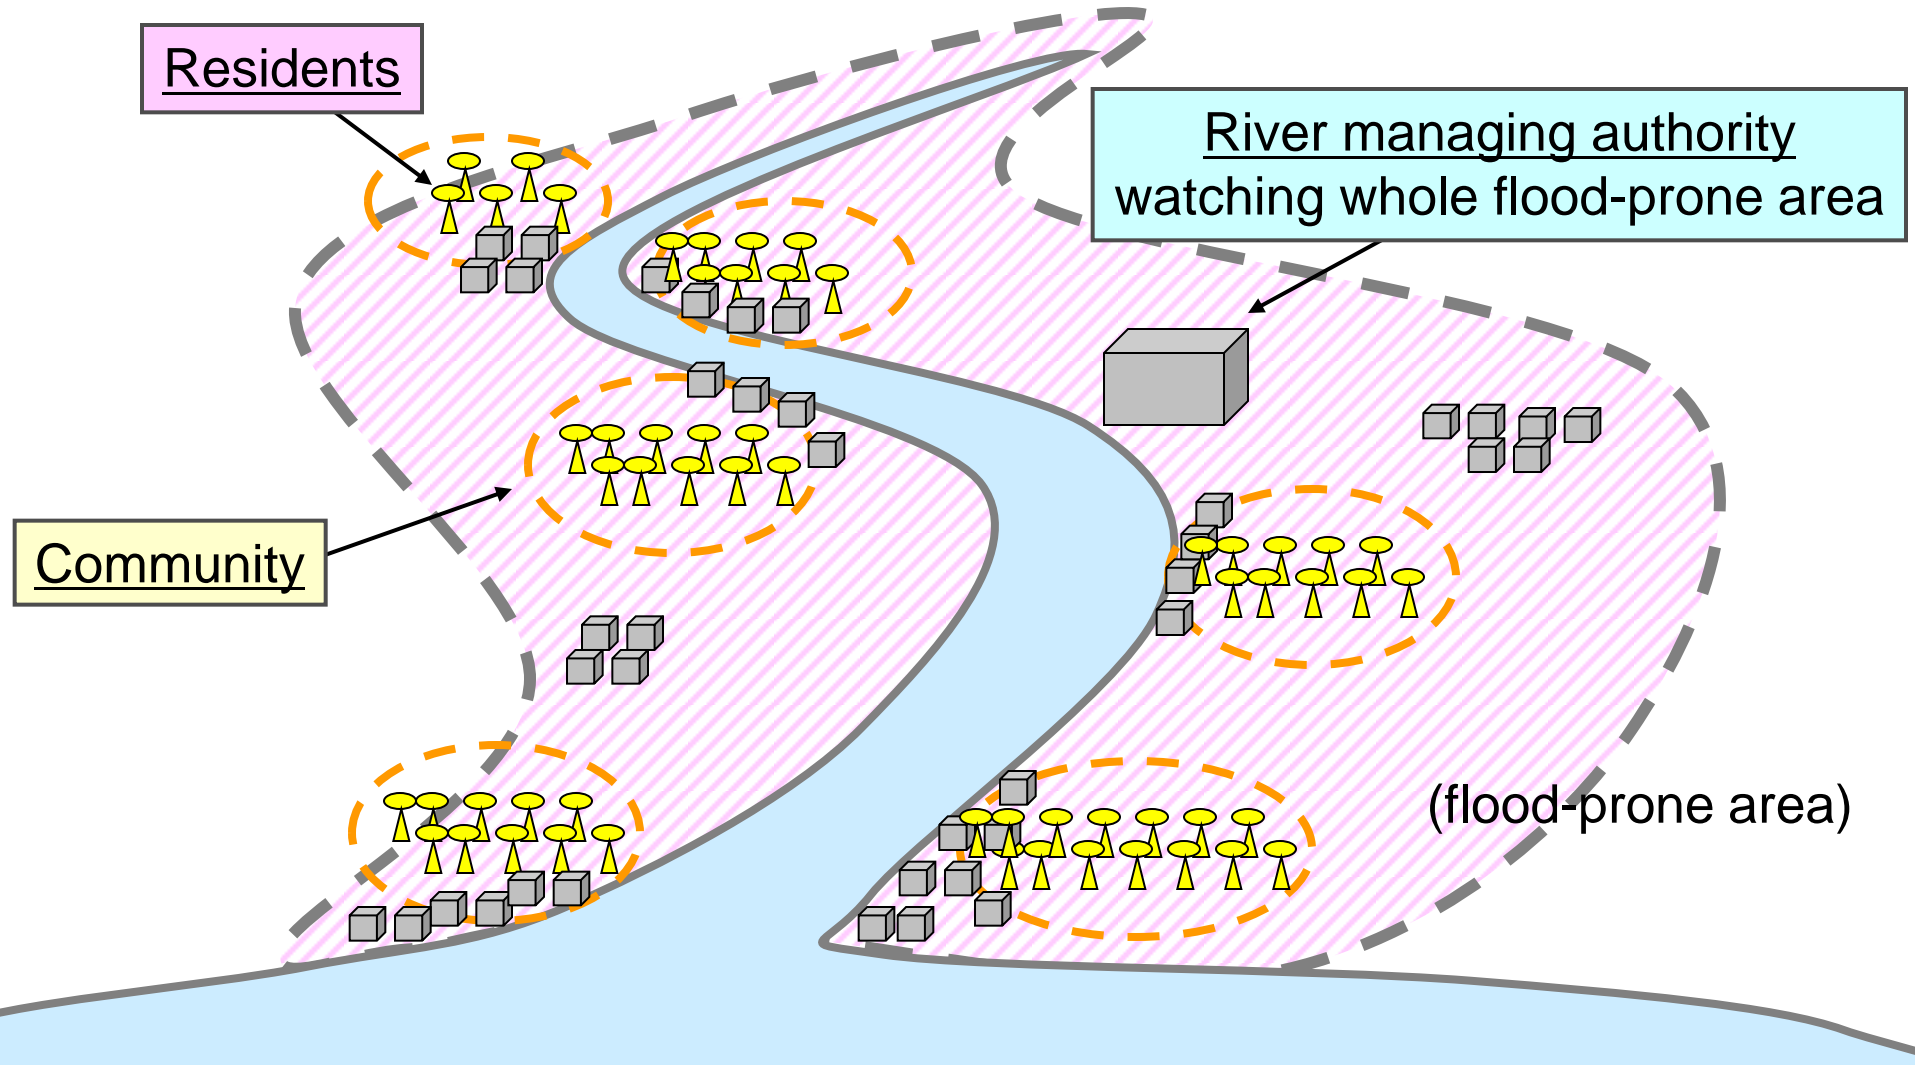 Residents
River managing authority
watching whole flood-prone area
Community
(flood-prone area)